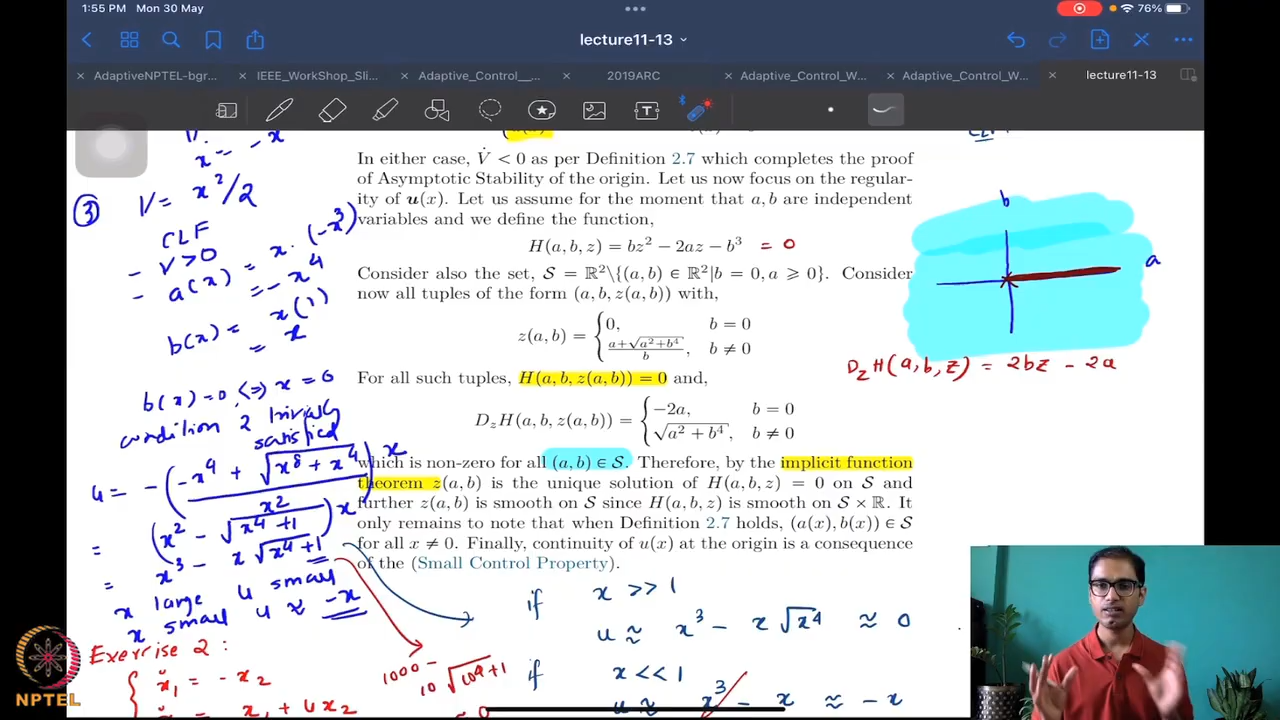 1:55 PM Mon 30 May
76%
lecture11-13
AdaptiveNPTEL-bgr...
IEEE_WorkShop_Sli...
Adaptive_Control__...
2019ARC
Adaptive_Control_W...
Adaptive_Control_W...
lecture11-13
ẋ = -x
In either case, V̇ < 0 as per Definition 2.7 which completes the proof
of Asymptotic Stability of the origin. Let us now focus on the regular-
ity of u(x). Let us assume for the moment that a, b are independent
variables and we define the function,
H(a, b, z) = bz² − 2az − b³ = 0
Consider also the set, S = ℝ²\{(a, b) ∈ ℝ²|b = 0, a ⩾ 0}. Consider
now all tuples of the form (a, b, z(a, b)) with,
z(a, b) = { 0, b = 0
(a+√(a²+b⁴))/b, b ≠ 0
For all such tuples, H(a, b, z(a, b)) = 0 and,
D_zH(a, b, z(a, b)) = { −2a, b = 0
√(a² + b⁴), b ≠ 0
which is non-zero for all (a, b) ∈ S. Therefore, by the implicit function
theorem z(a, b) is the unique solution of H(a, b, z) = 0 on S and
further z(a, b) is smooth on S since H(a, b, z) is smooth on S × ℝ. It
only remains to note that when Definition 2.7 holds, (a(x), b(x)) ∈ S
for all x ≠ 0. Finally, continuity of u(x) at the origin is a consequence
of the (Small Control Property).
③ V = x²/2
CLF
- V > 0
- a(x) = x·(-x³)
= -x⁴
b(x) = x(1)
= x
b(x) = 0 <=> x = 0
condition 2 trivially
satisfied
u = -((-x⁴ + √(x⁸ + x⁴))/x²) x
= (x² - √(x⁴+1)) x
= x³ - x√(x⁴+1)
x large u small
x small u ≈ -x
Exercise 2 :
ẋ₁ = -x₂
= x₁ + u x₂
1000 -
10 √(10⁴+1)
≈ 0
if x >> 1
u ≈ x³ - x√x⁴ ≈ 0
if x << 1
u ≈ x³ - x ≈ -x
CLF
b
a
D_z H(a, b, z) = 2bz - 2a
NPTEL